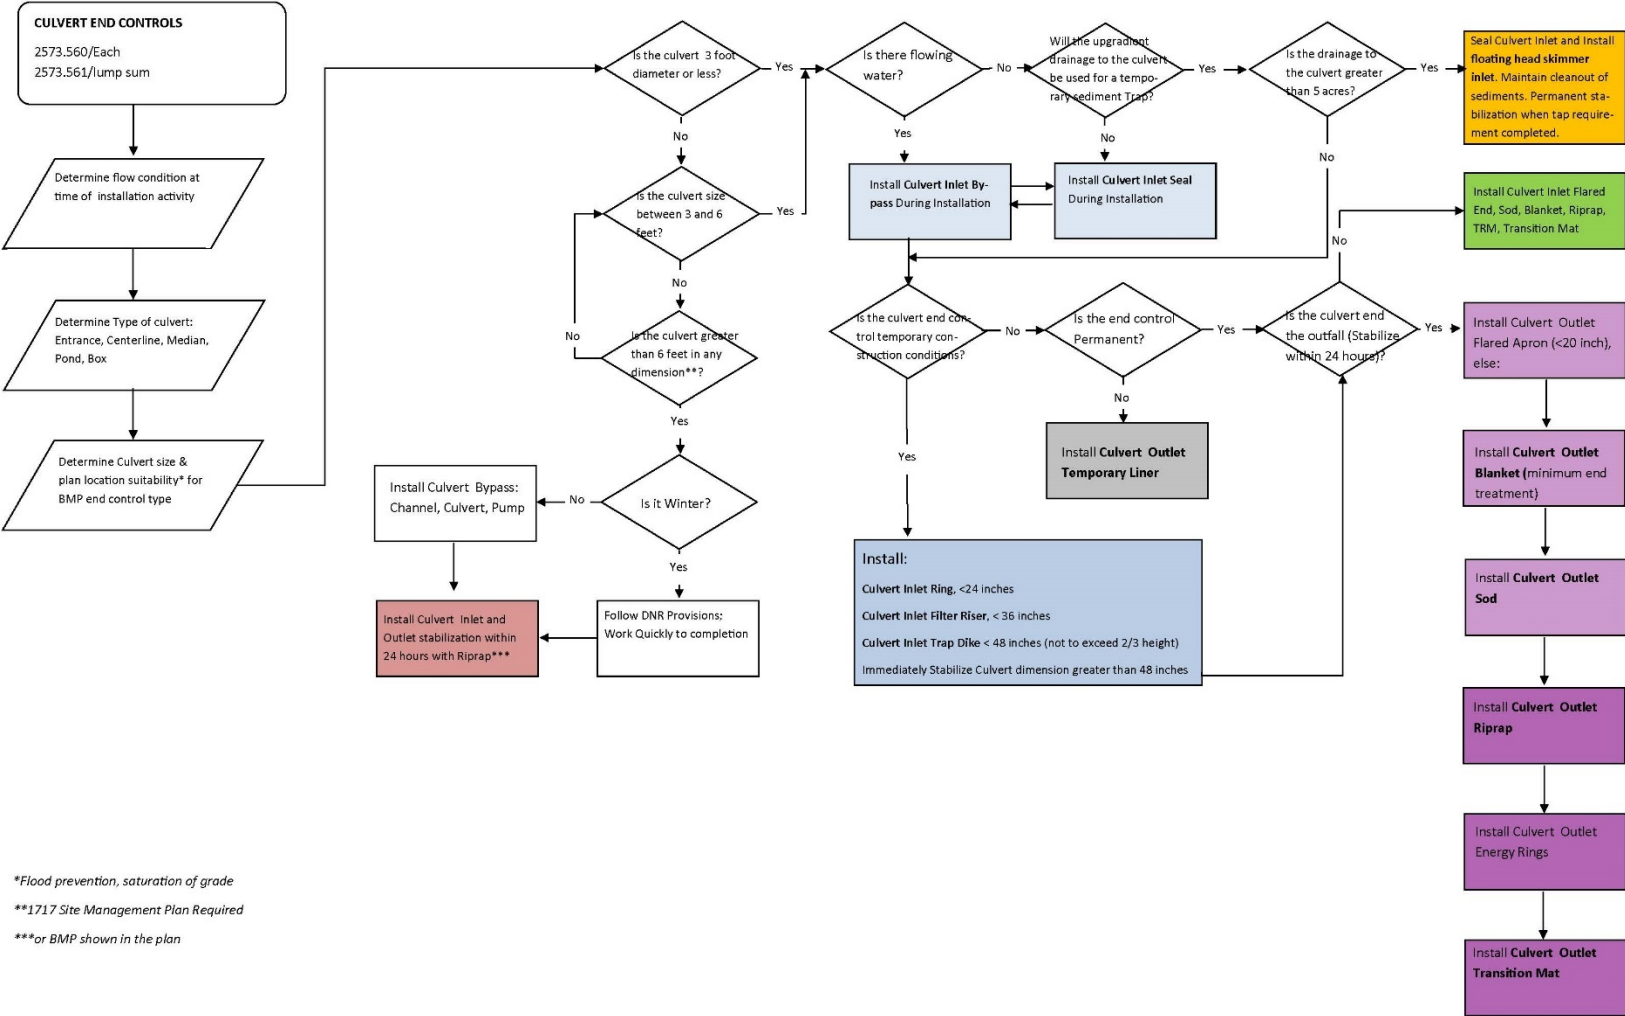 CULVERT END CONTROLS
2573.560/Each
2573.561/lump sum
Determine flow condition at
time of installation activity
Determine Type of culvert:
Entrance, Centerline, Median,
Pond, Box
Determine Culvert size &
plan location suitability* for
BMP end control type
Is the culvert 3 foot
diameter or less?
Yes
No
Is the culvert size
between 3 and 6
feet?
Yes
No
Is the culvert greater
than 6 feet in any
dimension**?
No
Yes
Is it Winter?
No
Yes
Install Culvert Bypass:
Channel, Culvert, Pump
Install Culvert Inlet and
Outlet stabilization within
24 hours with Riprap***
Follow DNR Provisions;
Work Quickly to completion
Is there flowing
water?
No
Yes
Will the upgradient
drainage to the culvert
be used for a tempo-
rary sediment Trap?
Yes
No
Is the drainage to
the culvert greater
than 5 acres?
Yes
No
Seal Culvert Inlet and Install
floating head skimmer
inlet. Maintain cleanout of
sediments. Permanent sta-
bilization when tap require-
ment completed.
Install Culvert Inlet By-
pass During Installation
Install Culvert Inlet Seal
During Installation
Install Culvert Inlet Flared
End, Sod, Blanket, Riprap,
TRM, Transition Mat
No
Is the culvert end con-
trol temporary con-
struction conditions?
No
Yes
Is the end control
Permanent?
Yes
No
Is the culvert end
the outfall (Stabilize
within 24 hours)?
Yes
Install Culvert Outlet
Temporary Liner
Install:
Culvert Inlet Ring, <24 inches
Culvert Inlet Filter Riser, < 36 inches
Culvert Inlet Trap Dike < 48 inches (not to exceed 2/3 height)
Immediately Stabilize Culvert dimension greater than 48 inches
Install Culvert Outlet
Flared Apron (<20 inch),
else:
Install Culvert Outlet
Blanket (minimum end
treatment)
Install Culvert Outlet
Sod
Install Culvert Outlet
Riprap
Install Culvert Outlet
Energy Rings
Install Culvert Outlet
Transition Mat
*Flood prevention, saturation of grade
**1717 Site Management Plan Required
***or BMP shown in the plan